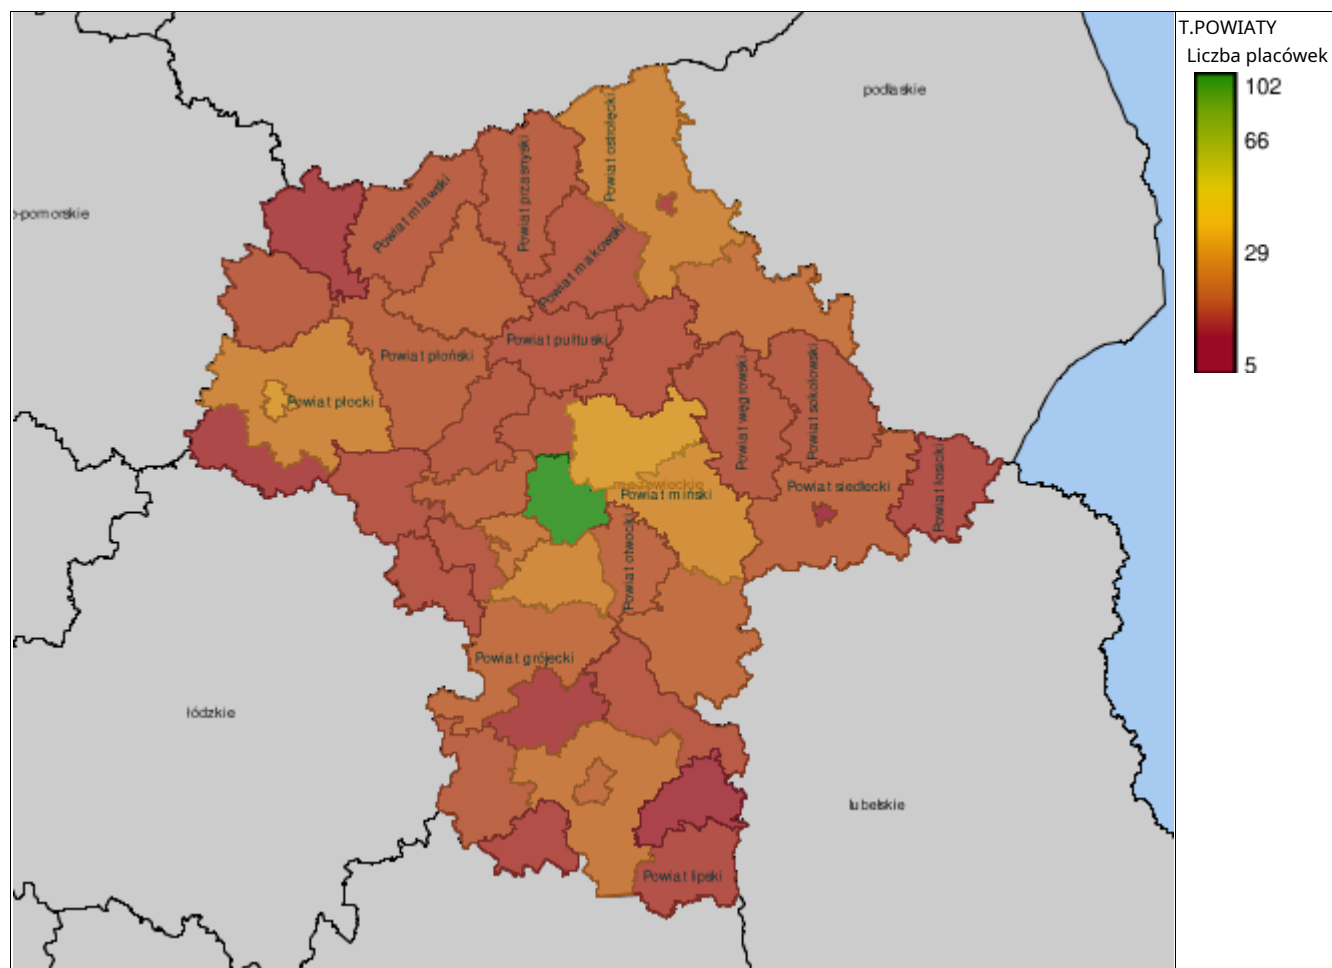 T.POWIATY
Liczba placówek
102
66
29
5
podlaskie
o-pomorskie
Powiat ostrołęcki
Powiat przasnyski
Powiat mławski
Powiat makowski
Powiat pułtuski
Powiat płoński
Powiat płocki
Powiat węgrowski
Powiat sokołowski
mazowieckie
Powiat miński
Powiat siedlecki
Powiat łosicki
Powiat otwocki
Powiat grójecki
łódzkie
lubelskie
Powiat lipski